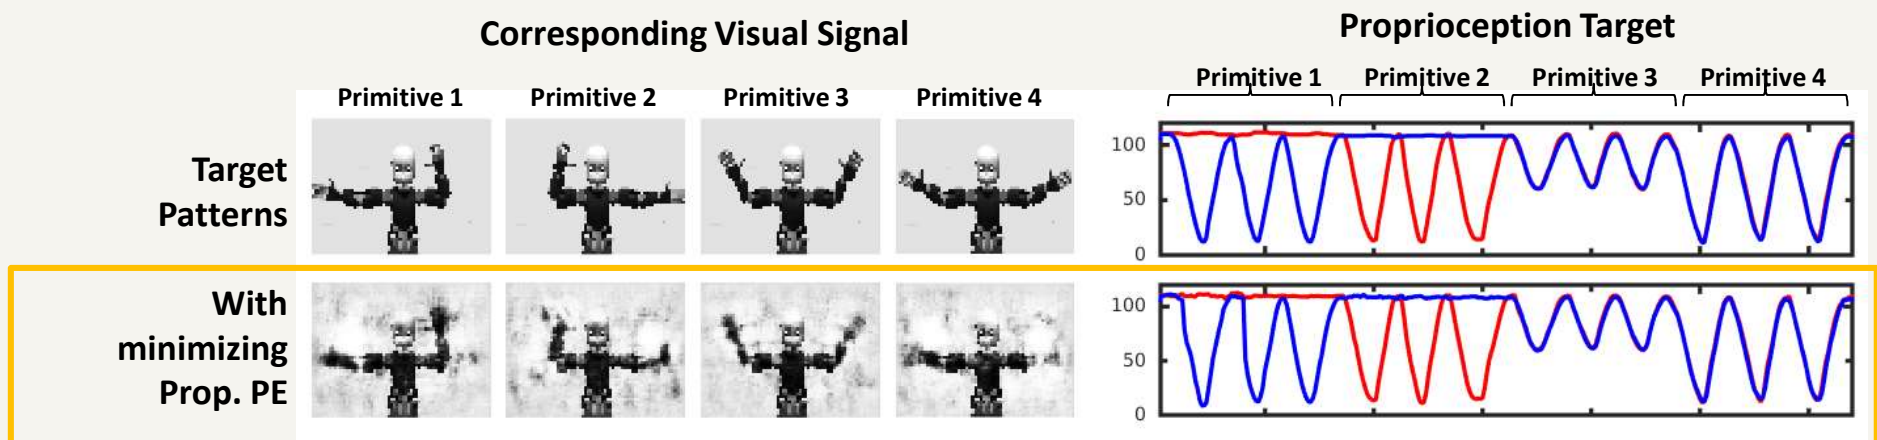 Corresponding Visual Signal
Proprioception Target
Primitive 1 Primitive 2 Primitive 3 Primitive 4
Primitive 1 Primitive 2 Primitive 3 Primitive 4
Target
Patterns
100
50
0
With
minimizing
Prop. PE
100
50
0